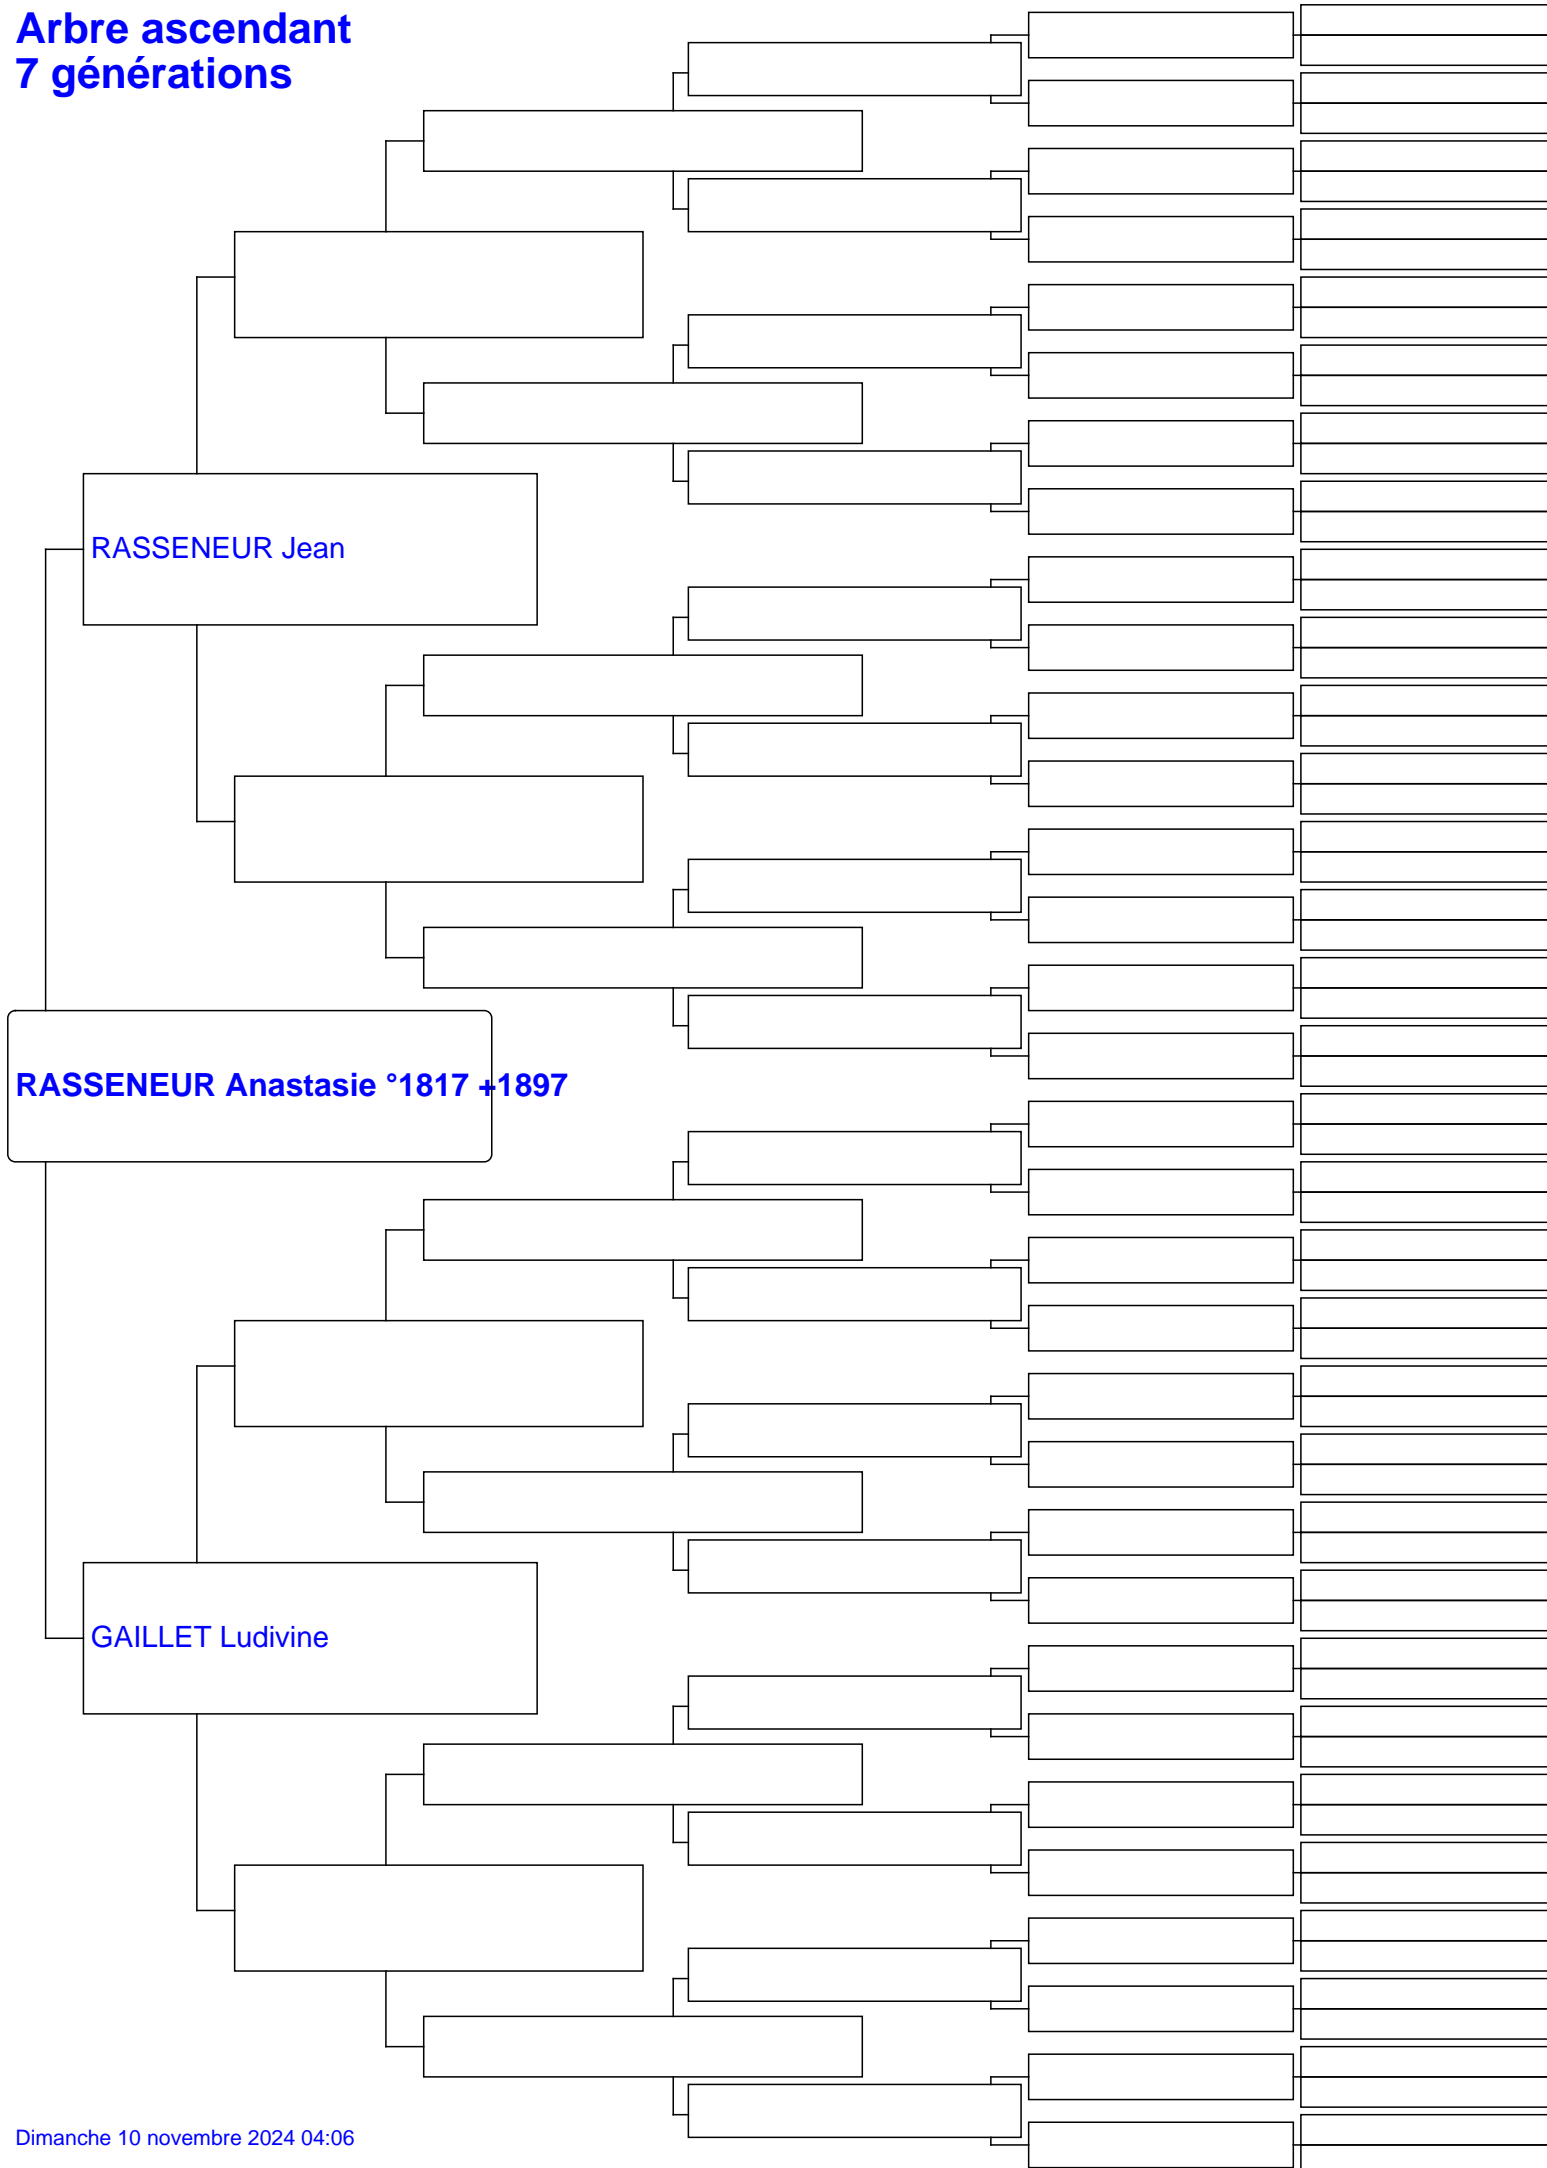 Arbre ascendant
7 générations
RASSENEUR Jean
RASSENEUR Anastasie °1817 +1897
GAILLET Ludivine
Dimanche 10 novembre 2024 04:06